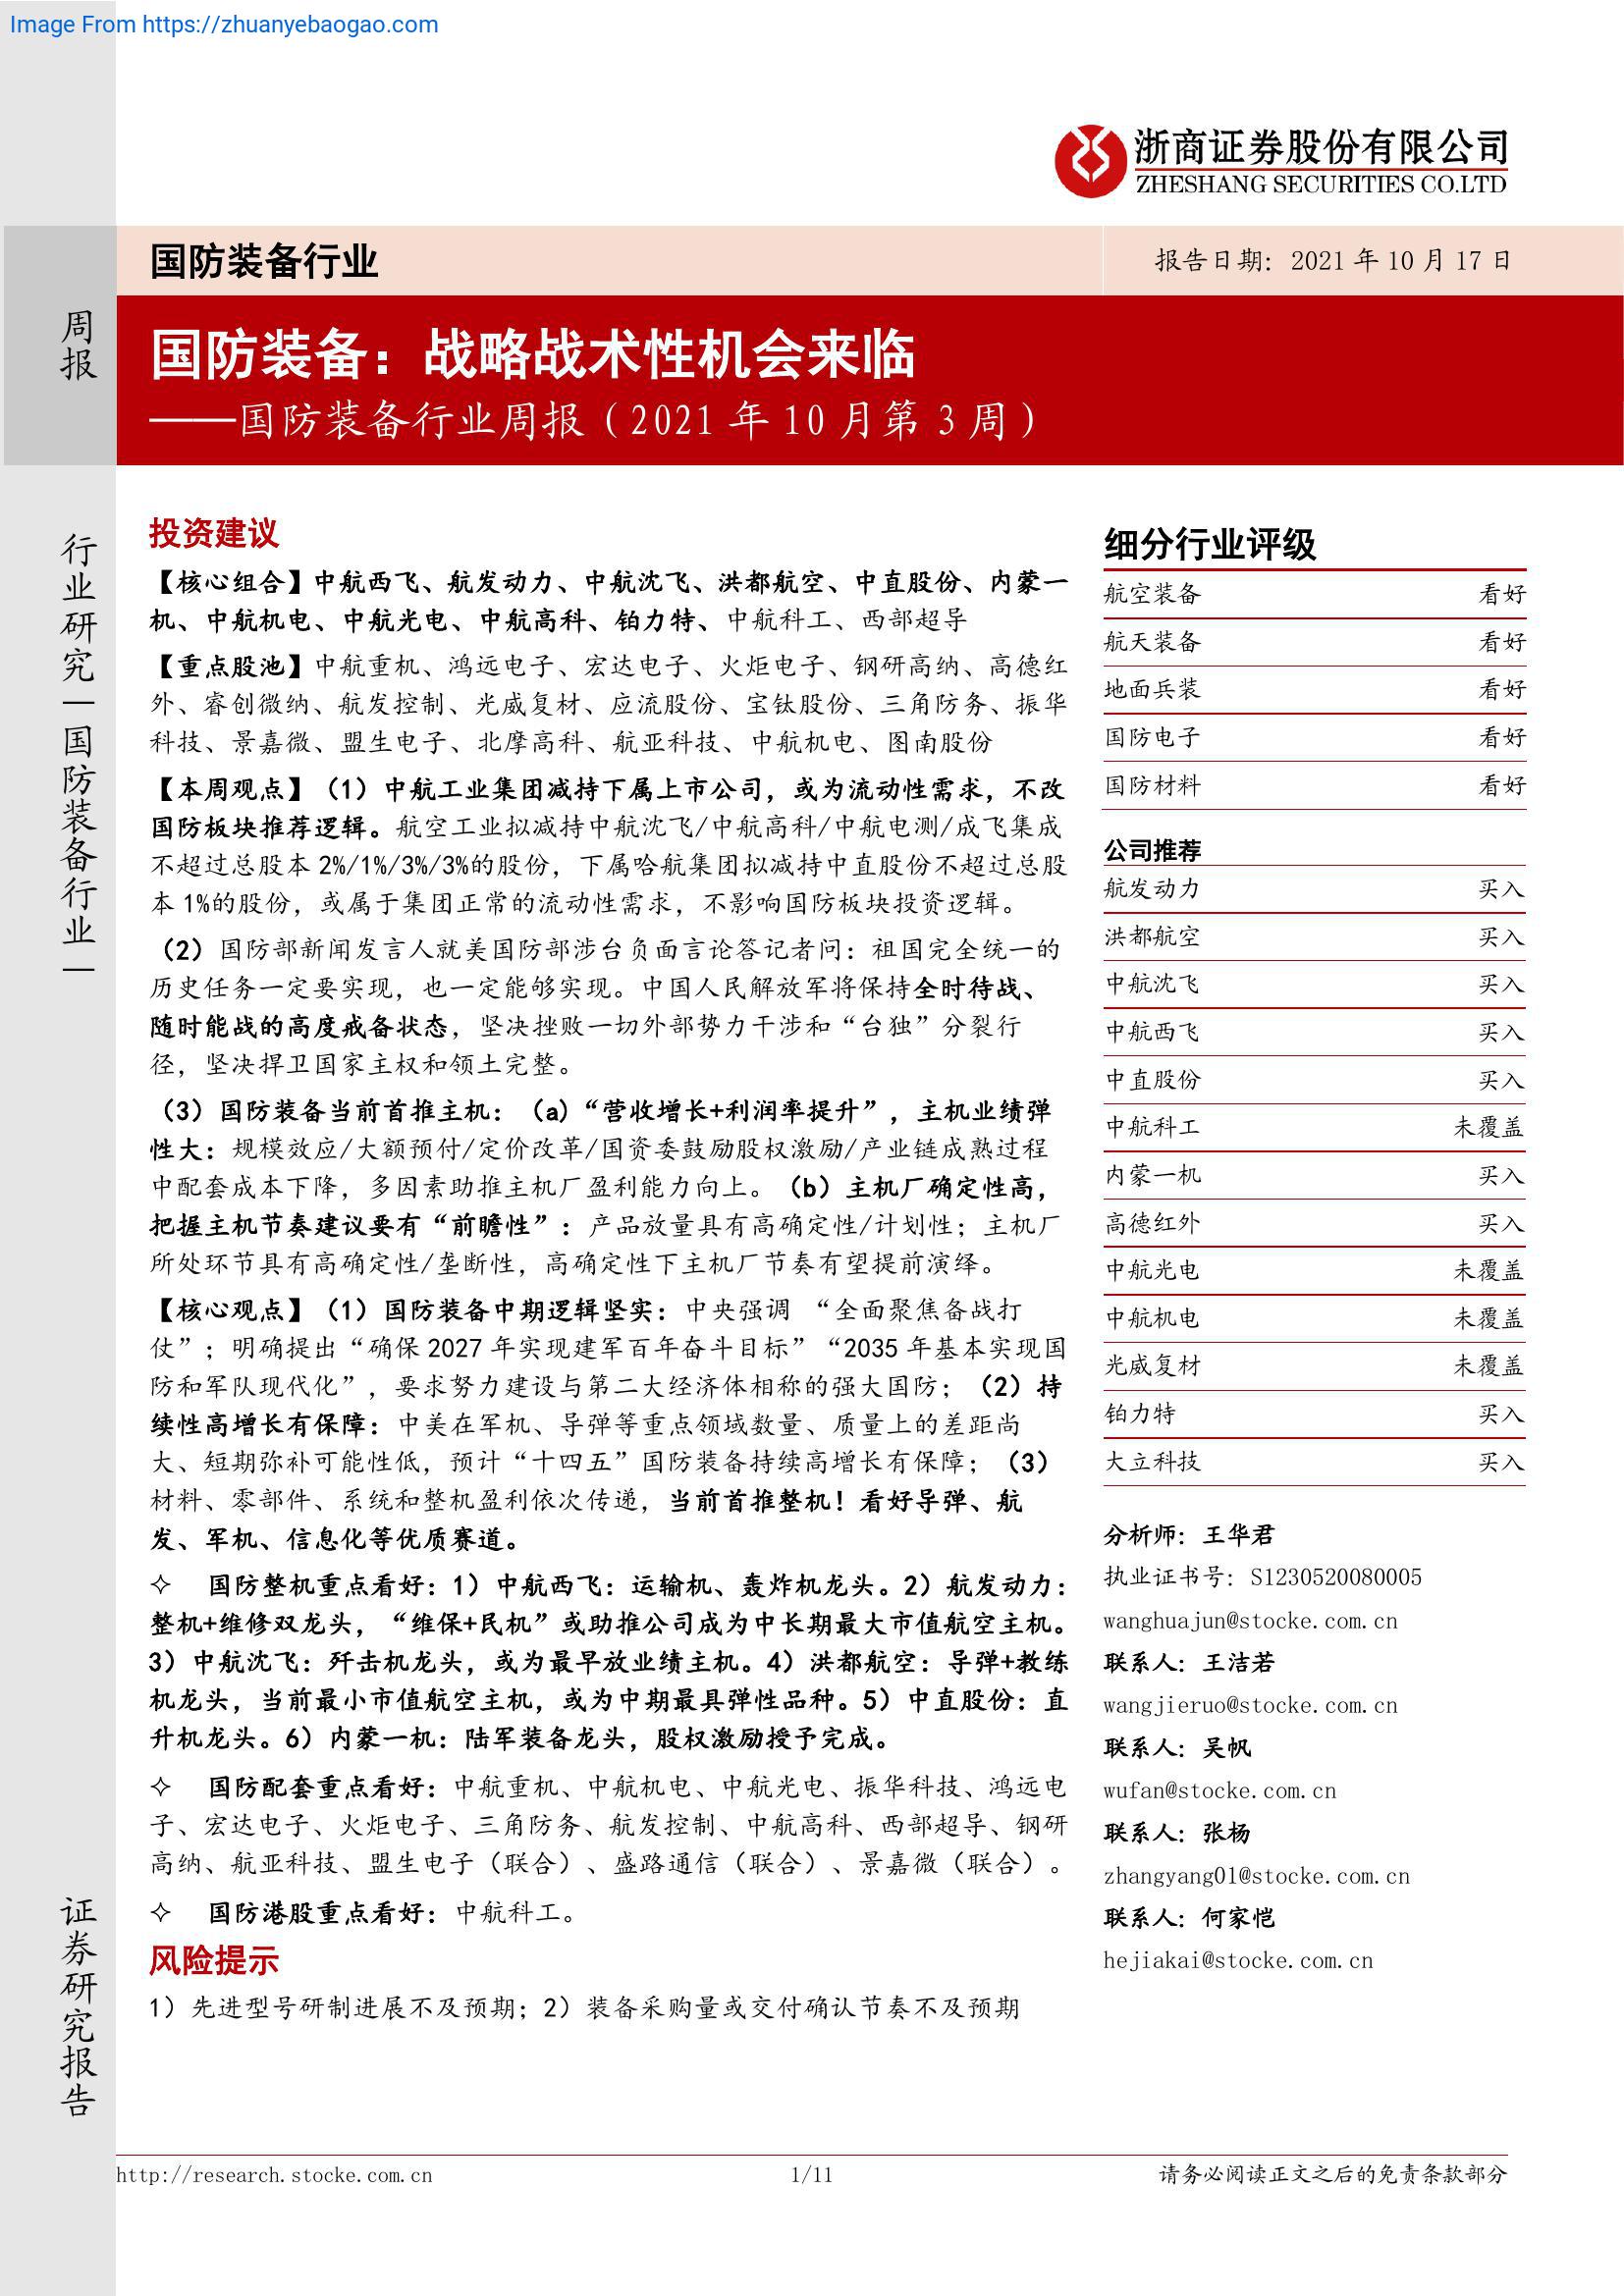 Image From https://zhuanyebaogao.com
浙商证券股份有限公司
ZHESHANG SECURITIES CO.LTD
国防装备行业
报告日期：2021 年 10 月 17 日
周报
国防装备：战略战术性机会来临
——国防装备行业周报（2021 年 10 月第 3 周）
行业研究—国防装备行业—
证券研究报告
投资建议
【核心组合】中航西飞、航发动力、中航沈飞、洪都航空、中直股份、内蒙一
机、中航机电、中航光电、中航高科、铂力特、中航科工、西部超导
【重点股池】中航重机、鸿远电子、宏达电子、火炬电子、钢研高纳、高德红
外、睿创微纳、航发控制、光威复材、应流股份、宝钛股份、三角防务、振华
科技、景嘉微、盟生电子、北摩高科、航亚科技、中航机电、图南股份
【本周观点】（1）中航工业集团减持下属上市公司，或为流动性需求，不改
国防板块推荐逻辑。航空工业拟减持中航沈飞/中航高科/中航电测/成飞集成
不超过总股本 2%/1%/3%/3%的股份，下属哈航集团拟减持中直股份不超过总股
本 1%的股份，或属于集团正常的流动性需求，不影响国防板块投资逻辑。
（2）国防部新闻发言人就美国防部涉台负面言论答记者问：祖国完全统一的
历史任务一定要实现，也一定能够实现。中国人民解放军将保持全时待战、
随时能战的高度戒备状态，坚决挫败一切外部势力干涉和“台独”分裂行
径，坚决捍卫国家主权和领土完整。
（3）国防装备当前首推主机：（a）“营收增长+利润率提升”，主机业绩弹
性大：规模效应/大额预付/定价改革/国资委鼓励股权激励/产业链成熟过程
中配套成本下降，多因素助推主机厂盈利能力向上。（b）主机厂确定性高，
把握主机节奏建议要有“前瞻性”：产品放量具有高确定性/计划性；主机厂
所处环节具有高确定性/垄断性，高确定性下主机厂节奏有望提前演绎。
【核心观点】（1）国防装备中期逻辑坚实：中央强调 “全面聚焦备战打
仗”；明确提出“确保 2027 年实现建军百年奋斗目标”“2035 年基本实现国
防和军队现代化”，要求努力建设与第二大经济体相称的强大国防；（2）持
续性高增长有保障：中美在军机、导弹等重点领域数量、质量上的差距尚
大、短期弥补可能性低，预计“十四五”国防装备持续高增长有保障；（3）
材料、零部件、系统和整机盈利依次传递，当前首推整机！看好导弹、航
发、军机、信息化等优质赛道。
✧ 国防整机重点看好：1）中航西飞：运输机、轰炸机龙头。2）航发动力：
整机+维修双龙头，“维保+民机”或助推公司成为中长期最大市值航空主机。
3）中航沈飞：歼击机龙头，或为最早放业绩主机。4）洪都航空：导弹+教练
机龙头，当前最小市值航空主机，或为中期最具弹性品种。5）中直股份：直
升机龙头。6）内蒙一机：陆军装备龙头，股权激励授予完成。
✧ 国防配套重点看好：中航重机、中航机电、中航光电、振华科技、鸿远电
子、宏达电子、火炬电子、三角防务、航发控制、中航高科、西部超导、钢研
高纳、航亚科技、盟生电子（联合）、盛路通信（联合）、景嘉微（联合）。
✧ 国防港股重点看好：中航科工。
风险提示
1）先进型号研制进展不及预期；2）装备采购量或交付确认节奏不及预期
细分行业评级
航空装备 看好
航天装备 看好
地面兵装 看好
国防电子 看好
国防材料 看好
公司推荐
航发动力 买入
洪都航空 买入
中航沈飞 买入
中航西飞 买入
中直股份 买入
中航科工 未覆盖
内蒙一机 买入
高德红外 买入
中航光电 未覆盖
中航机电 未覆盖
光威复材 未覆盖
铂力特 买入
大立科技 买入
分析师：王华君
执业证书号：S1230520080005
wanghuajun@stocke.com.cn
联系人：王洁若
wangjieruo@stocke.com.cn
联系人：吴帆
wufan@stocke.com.cn
联系人：张杨
zhangyang01@stocke.com.cn
联系人：何家恺
hejiakai@stocke.com.cn
http://research.stocke.com.cn
1/11
请务必阅读正文之后的免责条款部分